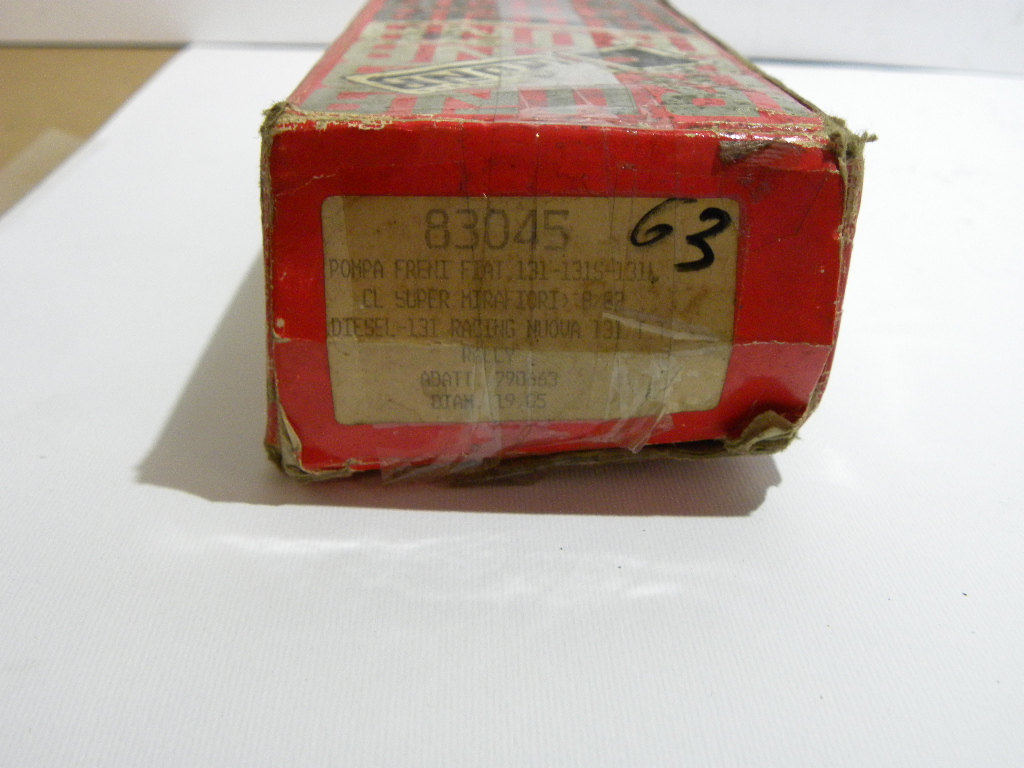 83045
63
POMPA FRENI FIAT.131-131S-131L
CL SUPER MIRAFIORI> 8/82
DIESEL-131 RACING NUOVA 131
RALLY
ADATT. 790363
DIAM. 19.05